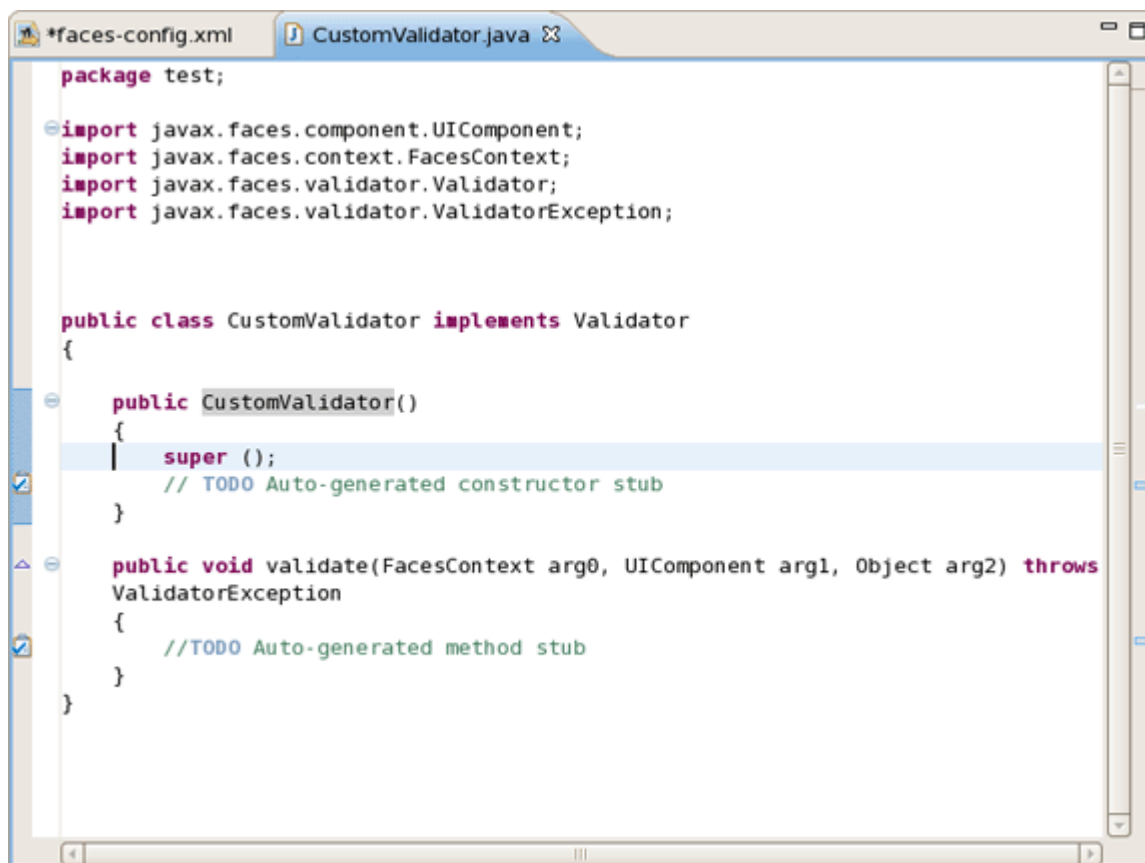 *faces-config.xml
CustomValidator.java
package test;
import javax.faces.component.UIComponent;
import javax.faces.context.FacesContext;
import javax.faces.validator.Validator;
import javax.faces.validator.ValidatorException;
public class CustomValidator implements Validator
{
public CustomValidator()
{
super ();
// TODO Auto-generated constructor stub
}
public void validate(FacesContext arg0, UIComponent arg1, Object arg2) throws
ValidatorException
{
//TODO Auto-generated method stub
}
}